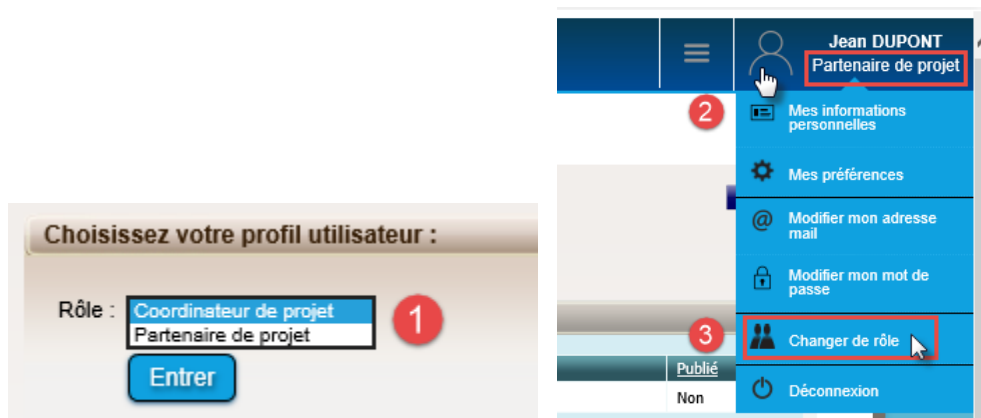 Choisissez votre profil utilisateur :
Rôle :
Coordinateur de projet
Partenaire de projet
1
Entrer
Jean DUPONT
Partenaire de projet
2
Mes informations
personnelles
Mes préférences
@ Modifier mon adresse
mail
Modifier mon mot de
passe
3
Changer de rôle
Déconnexion
Publié
Non